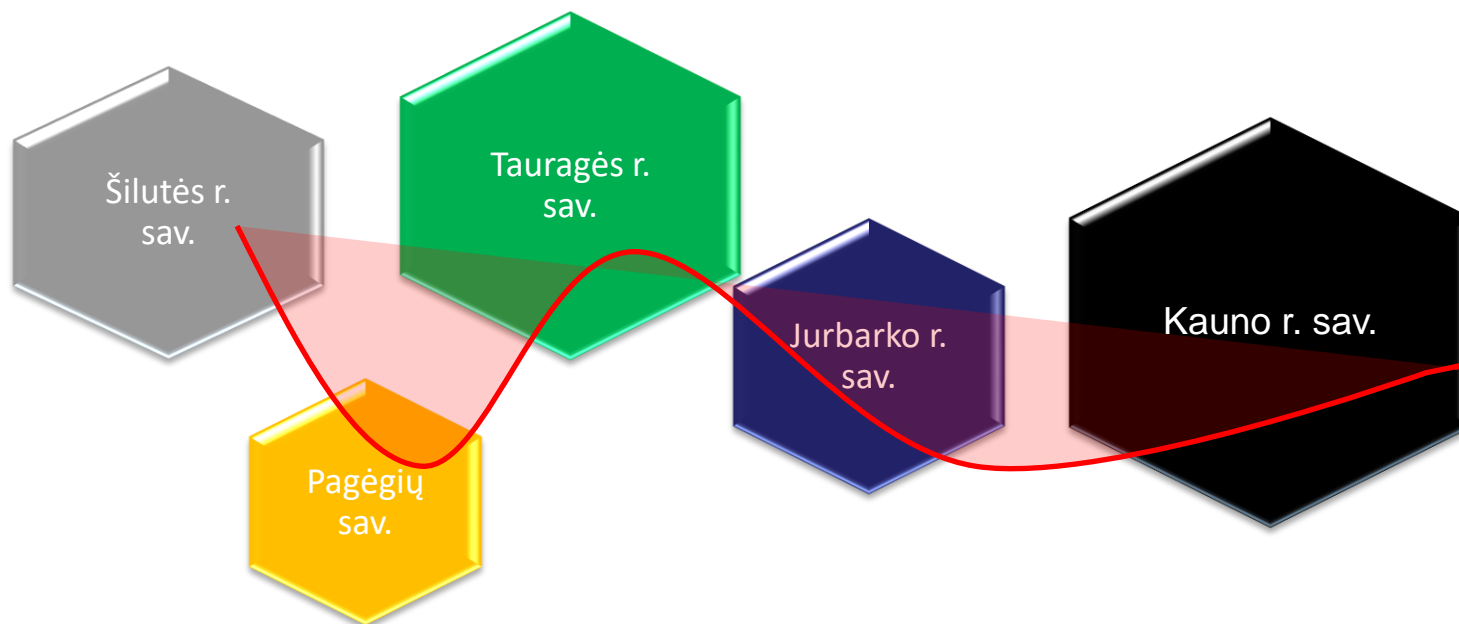 Šilutės r.
sav.
Tauragės r.
sav.
Pagėgių
sav.
Jurbarko r.
sav.
Kauno r. sav.